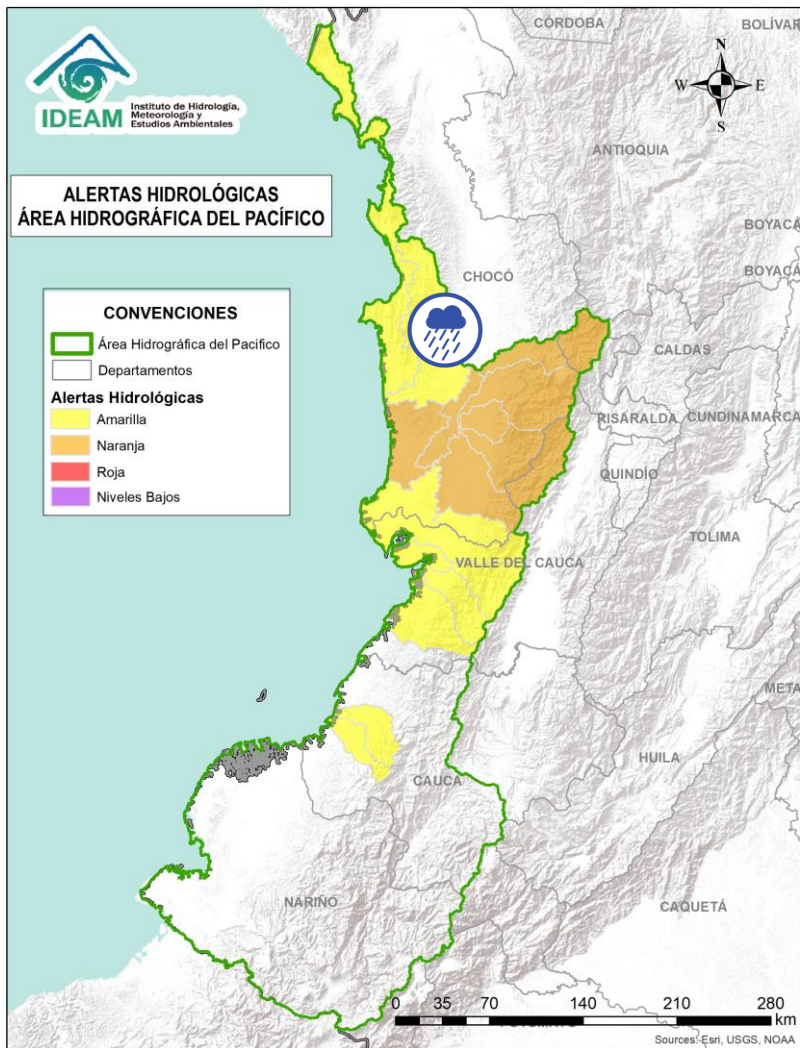 IDEAM
Instituto de Hidrología,
Meteorología y
Estudios Ambientales
ALERTAS HIDROLÓGICAS
ÁREA HIDROGRÁFICA DEL PACÍFICO
CONVENCIONES
Área Hidrográfica del Pacifico
Departamentos
Alertas Hidrológicas
Amarilla
Naranja
Roja
Niveles Bajos
N
W
E
S
CÓRDOBA
BOLÍVAR
ANTIOQUIA
BOYACÁ
BOYACÁ
CHOCÓ
CALDAS
RISARALDA
CUNDINAMARCA
QUINDÍO
TOLIMA
VALLE DEL CAUCA
META
HUILA
CAUCA
NARIÑO
CAQUETÁ
0 35 70 140 210 280
km
Sources: Esri, USGS, NOAA